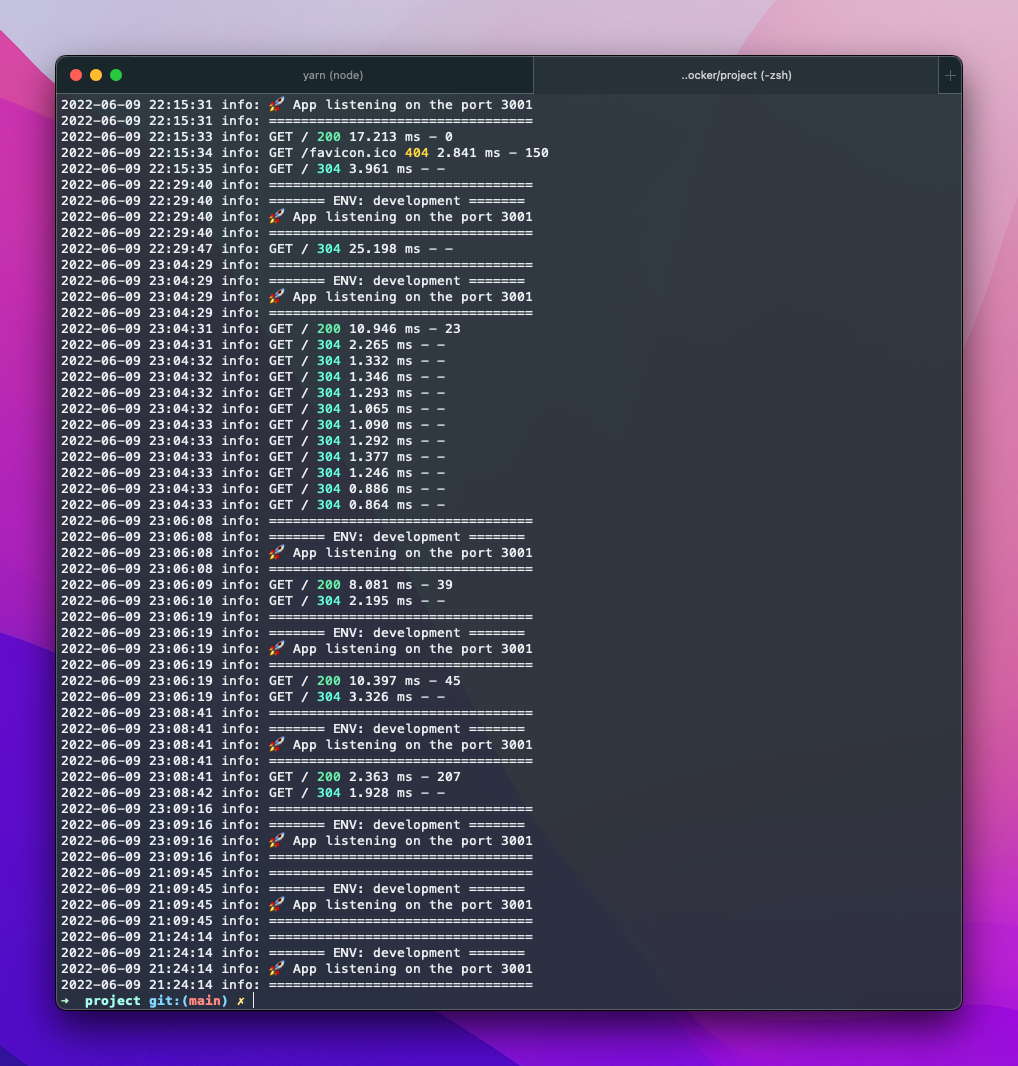 yarn (node)
..ocker/project (-zsh)
2022-06-09 22:15:31 info: 🚀 App listening on the port 3001
2022-06-09 22:15:31 info: =================================
2022-06-09 22:15:33 info: GET / 200 17.213 ms - 0
2022-06-09 22:15:34 info: GET /favicon.ico 404 2.841 ms - 150
2022-06-09 22:15:35 info: GET / 304 3.961 ms - -
2022-06-09 22:29:40 info: =================================
2022-06-09 22:29:40 info: ======= ENV: development =======
2022-06-09 22:29:40 info: 🚀 App listening on the port 3001
2022-06-09 22:29:40 info: =================================
2022-06-09 22:29:47 info: GET / 304 25.198 ms - -
2022-06-09 23:04:29 info: =================================
2022-06-09 23:04:29 info: ======= ENV: development =======
2022-06-09 23:04:29 info: 🚀 App listening on the port 3001
2022-06-09 23:04:29 info: =================================
2022-06-09 23:04:31 info: GET / 200 10.946 ms - 23
2022-06-09 23:04:31 info: GET / 304 2.265 ms - -
2022-06-09 23:04:32 info: GET / 304 1.332 ms - -
2022-06-09 23:04:32 info: GET / 304 1.346 ms - -
2022-06-09 23:04:32 info: GET / 304 1.293 ms - -
2022-06-09 23:04:32 info: GET / 304 1.065 ms - -
2022-06-09 23:04:33 info: GET / 304 1.090 ms - -
2022-06-09 23:04:33 info: GET / 304 1.292 ms - -
2022-06-09 23:04:33 info: GET / 304 1.377 ms - -
2022-06-09 23:04:33 info: GET / 304 1.246 ms - -
2022-06-09 23:04:33 info: GET / 304 0.886 ms - -
2022-06-09 23:04:33 info: GET / 304 0.864 ms - -
2022-06-09 23:06:08 info: =================================
2022-06-09 23:06:08 info: ======= ENV: development =======
2022-06-09 23:06:08 info: 🚀 App listening on the port 3001
2022-06-09 23:06:08 info: =================================
2022-06-09 23:06:09 info: GET / 200 8.081 ms - 39
2022-06-09 23:06:10 info: GET / 304 2.195 ms - -
2022-06-09 23:06:19 info: =================================
2022-06-09 23:06:19 info: ======= ENV: development =======
2022-06-09 23:06:19 info: 🚀 App listening on the port 3001
2022-06-09 23:06:19 info: =================================
2022-06-09 23:06:19 info: GET / 200 10.397 ms - 45
2022-06-09 23:06:19 info: GET / 304 3.326 ms - -
2022-06-09 23:08:41 info: =================================
2022-06-09 23:08:41 info: ======= ENV: development =======
2022-06-09 23:08:41 info: 🚀 App listening on the port 3001
2022-06-09 23:08:41 info: =================================
2022-06-09 23:08:41 info: GET / 200 2.363 ms - 207
2022-06-09 23:08:42 info: GET / 304 1.928 ms - -
2022-06-09 23:09:16 info: =================================
2022-06-09 23:09:16 info: ======= ENV: development =======
2022-06-09 23:09:16 info: 🚀 App listening on the port 3001
2022-06-09 23:09:16 info: =================================
2022-06-09 21:09:45 info: =================================
2022-06-09 21:09:45 info: ======= ENV: development =======
2022-06-09 21:09:45 info: 🚀 App listening on the port 3001
2022-06-09 21:09:45 info: =================================
2022-06-09 21:24:14 info: =================================
2022-06-09 21:24:14 info: ======= ENV: development =======
2022-06-09 21:24:14 info: 🚀 App listening on the port 3001
2022-06-09 21:24:14 info: =================================
➜ project git:(main) ✗